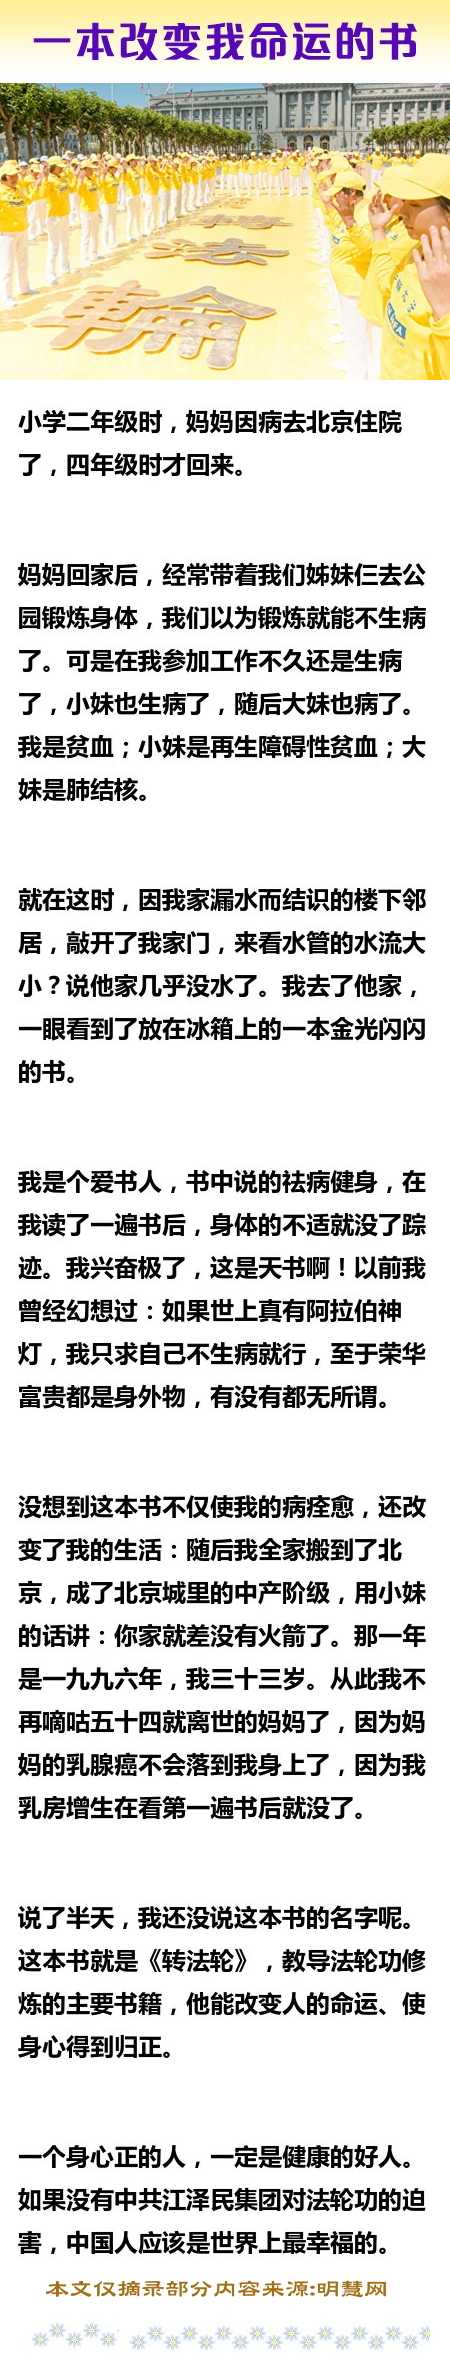 一本改变我命运的书
轉
法
輪
小学二年级时，妈妈因病去北京住院
了，四年级时才回来。
妈妈回家后，经常带着我们姊妹仨去公
园锻炼身体，我们以为锻炼就能不生病
了。可是在我参加工作不久还是生病
了，小妹也生病了，随后大妹也病了。
我是贫血；小妹是再生障碍性贫血；大
妹是肺结核。
就在这时，因我家漏水而结识的楼下邻
居，敲开了我家门，来看水管的水流大
小？说他家几乎没水了。我去了他家，
一眼看到了放在冰箱上的一本金光闪闪
的书。
我是个爱书人，书中说的祛病健身，在
我读了一遍书后，身体的不适就没了踪
迹。我兴奋极了，这是天书啊！以前我
曾经幻想过：如果世上真有阿拉伯神
灯，我只求自己不生病就行，至于荣华
富贵都是身外物，有没有都无所谓。
没想到这本书不仅使我的病痊愈，还改
变了我的生活：随后我全家搬到了北
京，成了北京城里的中产阶级，用小妹
的话讲：你家就差没有火箭了。那一年
是一九九六年，我三十三岁。从此我不
再嘀咕五十四就离世的妈妈了，因为妈
妈的乳腺癌不会落到我身上了，因为我
乳房增生在看第一遍书后就没了。
说了半天，我还没说这本书的名字呢。
这本书就是《转法轮》，教导法轮功修
炼的主要书籍，他能改变人的命运、使
身心得到归正。
一个身心正的人，一定是健康的好人。
如果没有中共江泽民集团对法轮功的迫
害，中国人应该是世界上最幸福的。
本文仅摘录部分内容来源:明慧网